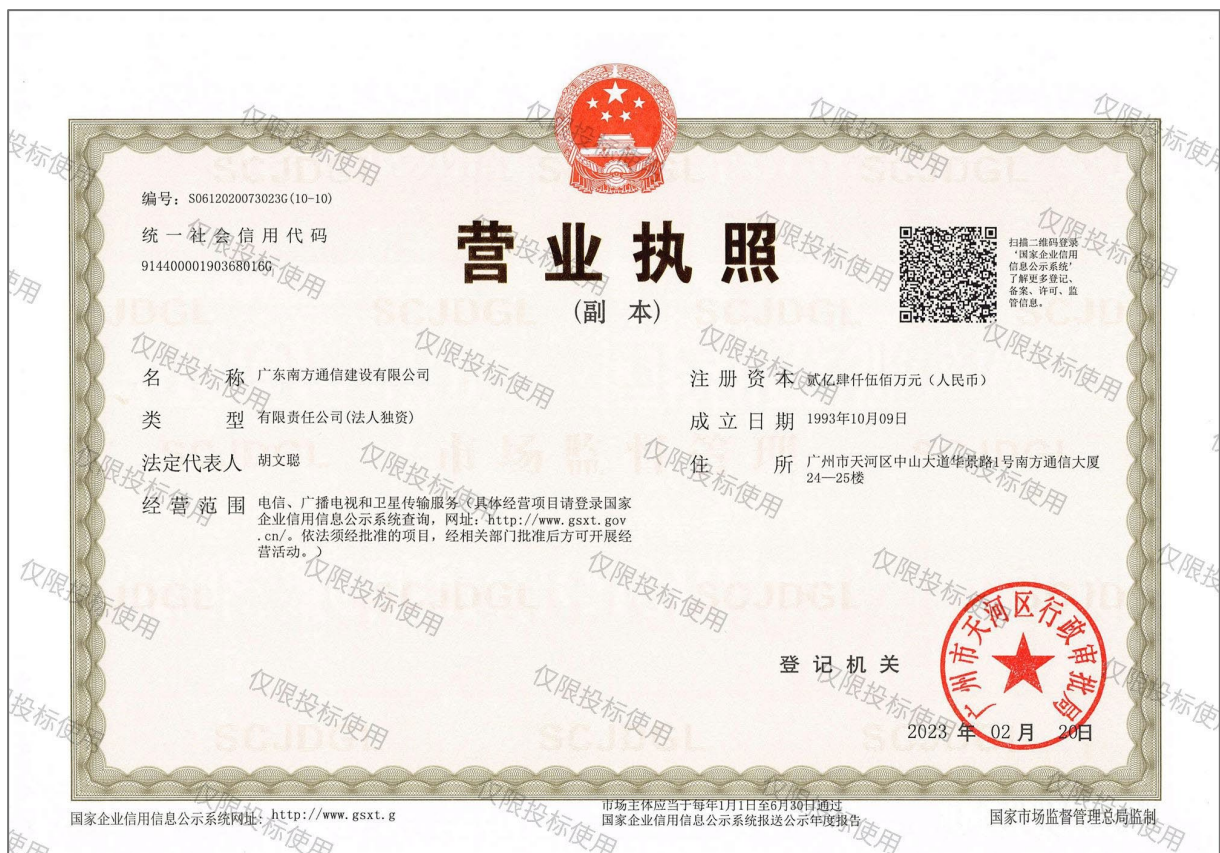 编号：S0612020073023G(10-10)
统一社会信用代码
91440000190368016G
营业执照
(副 本)
扫描二维码登录
‘国家企业信用
信息公示系统’
了解更多登记、
备案、许可、监
管信息。
名 称 广东南方通信建设有限公司
类 型 有限责任公司(法人独资)
法定代表人 胡文聪
经营范围 电信、广播电视和卫星传输服务（具体经营项目请登录国家
企业信用信息公示系统查询，网址：http://www.gsxt.gov
.cn/。依法须经批准的项目，经相关部门批准后方可开展经
营活动。）
注册资本 贰亿肆仟伍佰万元（人民币）
成立日期 1993年10月09日
住 所 广州市天河区中山大道华景路1号南方通信大厦
24—25楼
登记机关
广州市天河区行政审批局
2023 年 02 月 20日
国家企业信用信息公示系统网址：http://www.gsxt.g
市场主体应当于每年1月1日至6月30日通过
国家企业信用信息公示系统报送公示年度报告
国家市场监督管理总局监制
仅限投标使用
SCJDGL
市场监督管理